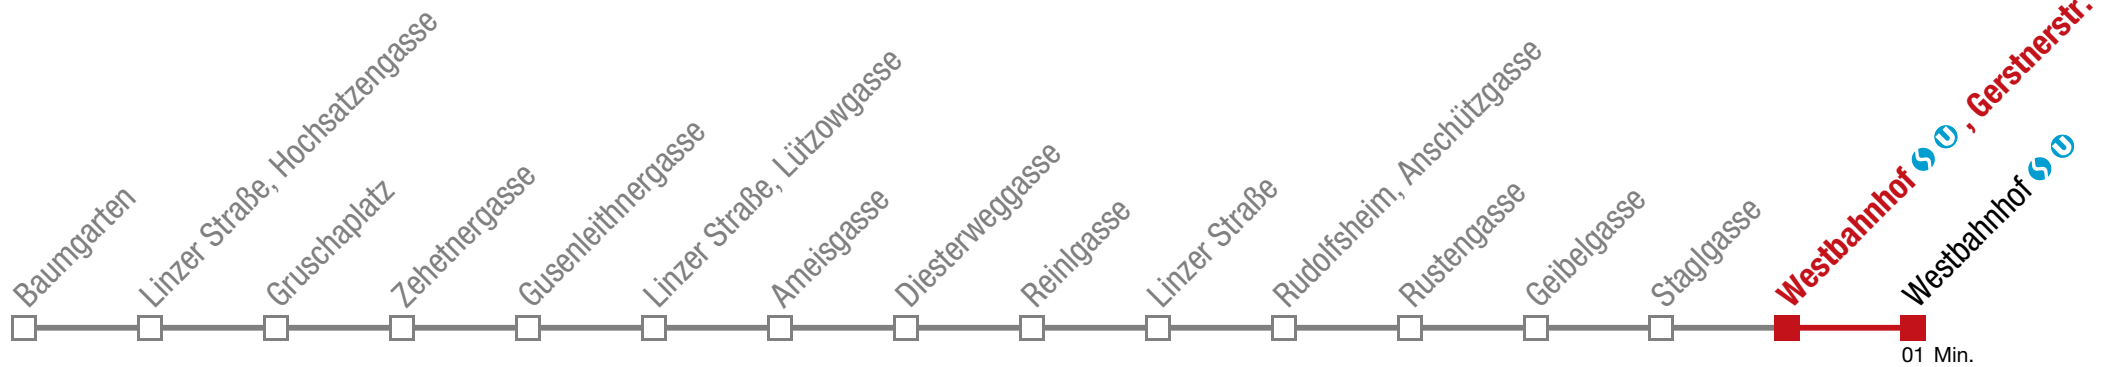 Baumgarten
Linzer Straße, Hochsatzengasse
Gruschaplatz
Zehetnergasse
Gusenleithnergasse
Linzer Straße, Lützowgasse
Ameisgasse
Diesterweggasse
Reinlgasse
Linzer Straße
Rudolfsheim, Anschützgasse
Rustengasse
Geibelgasse
Staglgasse
Westbahnhof S U , Gerstnerstr.
Westbahnhof S U
01 Min.